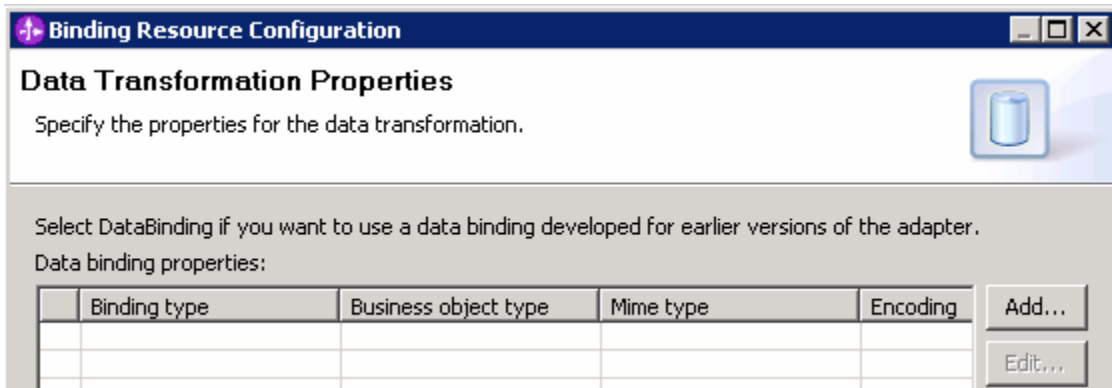 Binding Resource Configuration
Data Transformation Properties
Specify the properties for the data transformation.
Select DataBinding if you want to use a data binding developed for earlier versions of the adapter.
Data binding properties:
Binding type Business object type Mime type Encoding Add...
Edit...